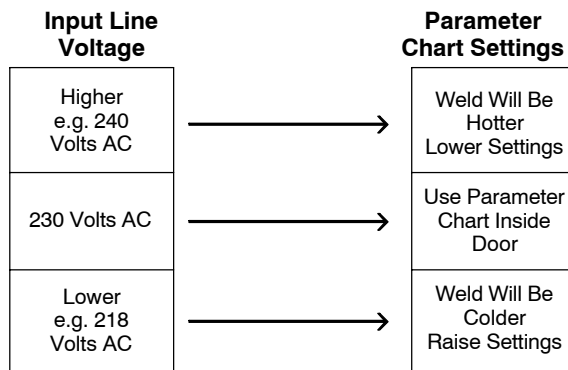 Input Line
Voltage
Parameter
Chart Settings
Higher
e.g. 240
Volts AC
Weld Will Be
Hotter
Lower Settings
230 Volts AC
Use Parameter
Chart Inside
Door
Lower
e.g. 218
Volts AC
Weld Will Be
Colder
Raise Settings